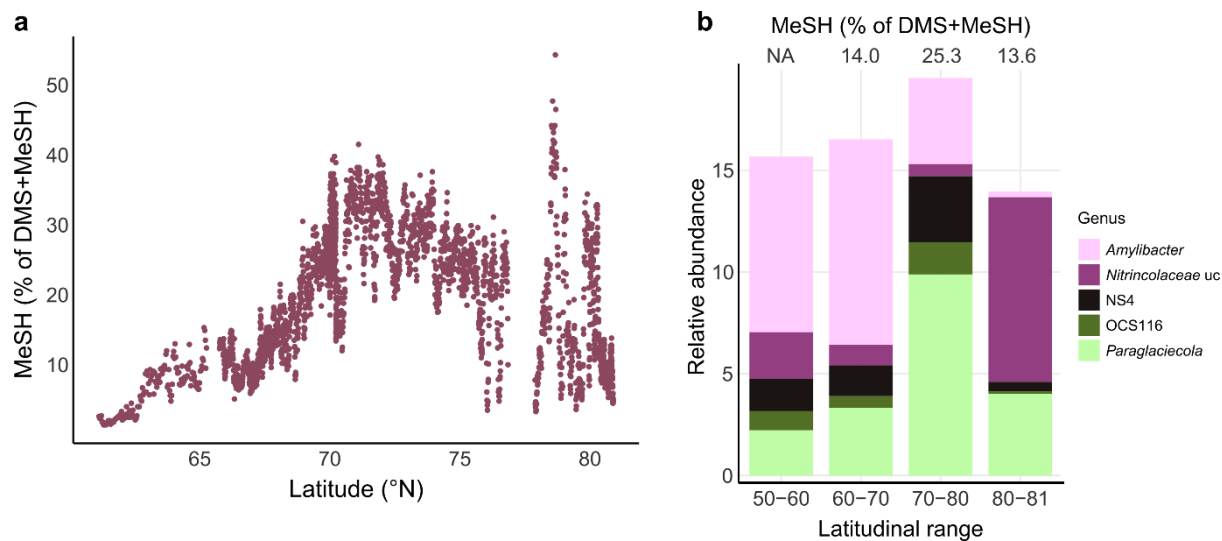 a
MeSH (% of DMS+MeSH)
50
40
30
20
10
65 70 75 80
Latitude (°N)
b
MeSH (% of DMS+MeSH)
NA 14.0 25.3 13.6
Relative abundance
15
10
5
0
50−60 60−70 70−80 80−81
Latitudinal range
Genus
Amylibacter
Nitrincolaceae uc
NS4
OCS116
Paraglaciecola